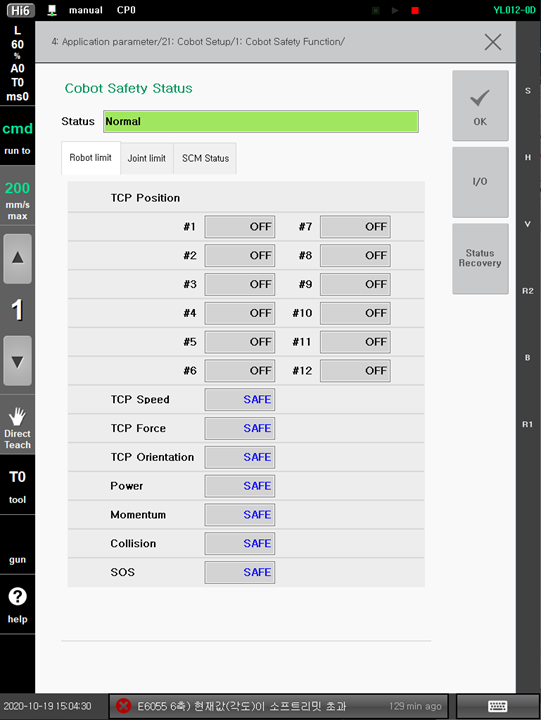 Hi6 manual CP0 YL012-0D
L
60
%
A0
T0
ms0
cmd
run to
200
mm/s
max
1
Direct
Teach
T0
tool
gun
?
help
4: Application parameter/21: Cobot Setup/1: Cobot Safety Function/
Cobot Safety Status
Status Normal
Robot limit Joint limit SCM Status
TCP Position
#1 OFF #7 OFF
#2 OFF #8 OFF
#3 OFF #9 OFF
#4 OFF #10 OFF
#5 OFF #11 OFF
#6 OFF #12 OFF
TCP Speed SAFE
TCP Force SAFE
TCP Orientation SAFE
Power SAFE
Momentum SAFE
Collision SAFE
SOS SAFE
OK
I/O
Status
Recovery
S
H
V
R2
B
R1
2020-10-19 15:04:30 E6055 6축) 현재값(각도)이 소프트리밋 초과 129 min ago